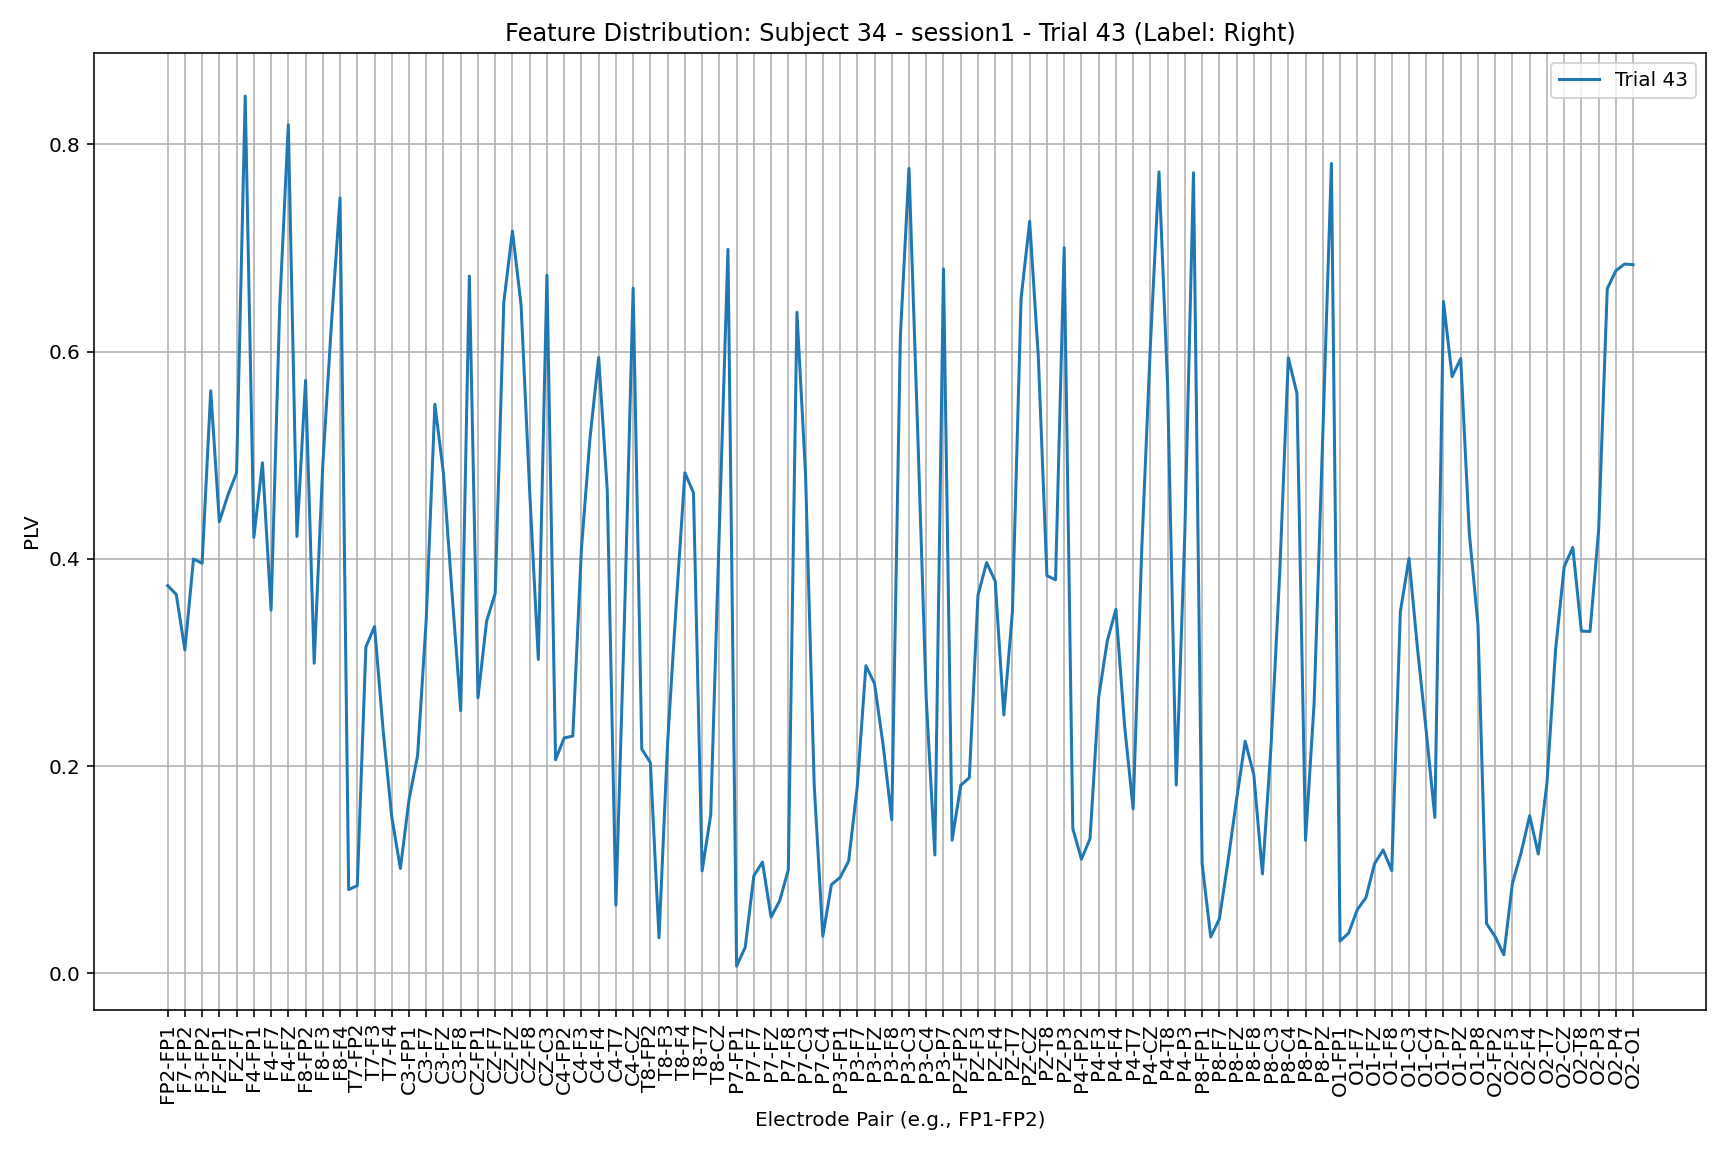 Feature Distribution: Subject 34 - session1 - Trial 43 (Label: Right)
Trial 43
PLV
0.8
0.6
0.4
0.2
0.0
FP2-FP1
F7-FP2
F3-FP2
FZ-FP1
FZ-F7
F4-FP1
F4-F7
F4-FZ
F8-FP2
F8-F3
F8-F4
T7-FP2
T7-F3
T7-F4
C3-FP1
C3-F7
C3-FZ
C3-F8
CZ-FP1
CZ-F7
CZ-FZ
CZ-F8
CZ-C3
C4-FP2
C4-F3
C4-F4
C4-T7
C4-CZ
T8-FP2
T8-F3
T8-F4
T8-T7
T8-CZ
P7-FP1
P7-F7
P7-FZ
P7-F8
P7-C3
P7-C4
P3-FP1
P3-F7
P3-FZ
P3-F8
P3-C3
P3-C4
P3-P7
PZ-FP2
PZ-F3
PZ-F4
PZ-T7
PZ-CZ
PZ-T8
PZ-P3
P4-FP2
P4-F3
P4-F4
P4-T7
P4-CZ
P4-T8
P4-P3
P8-FP1
P8-F7
P8-FZ
P8-F8
P8-C3
P8-C4
P8-P7
P8-PZ
O1-FP1
O1-F7
O1-FZ
O1-F8
O1-C3
O1-C4
O1-P7
O1-PZ
O1-P8
O2-FP2
O2-F3
O2-F4
O2-T7
O2-CZ
O2-T8
O2-P3
O2-P4
O2-O1
Electrode Pair (e.g., FP1-FP2)